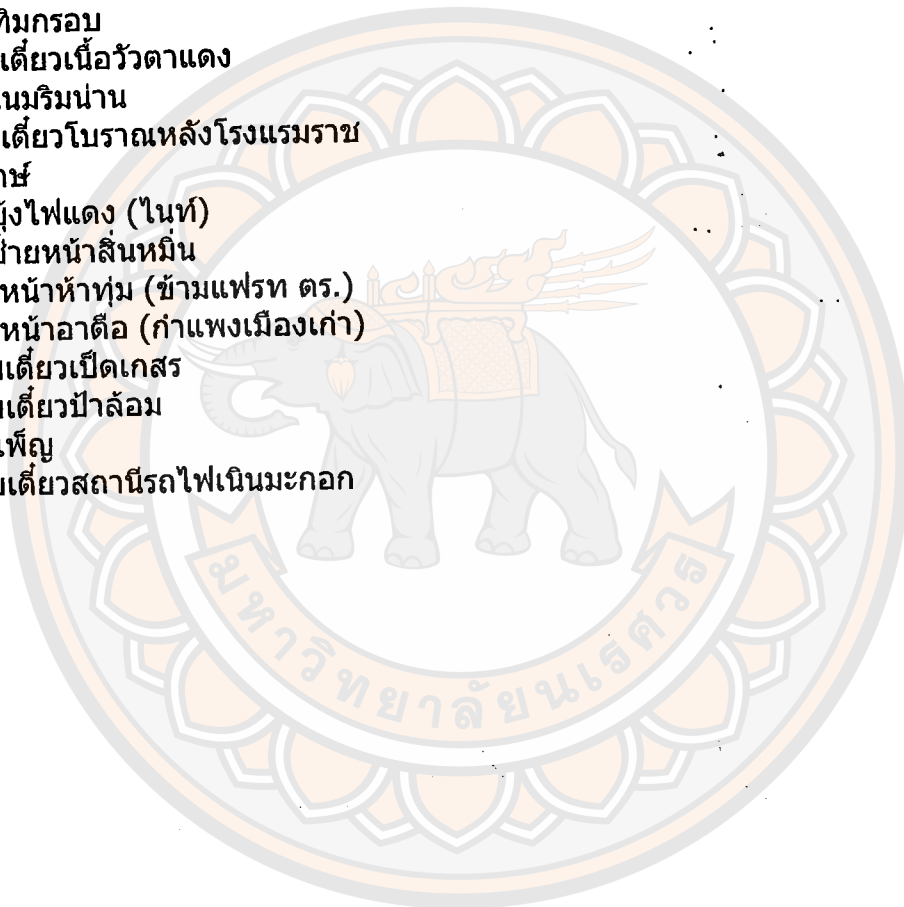 ทิมกรอบ
เตี๋ยวเนื้อวัวตาแดง
เนมริมน่าน
เตี๋ยวโบราณหลังโรงแรมราช
าษ์
ผุ้งไฟแดง (ไนท์)
ช่ายหน้าสิ่นหมิ่น
หน้าห้าทุ่ม (ข้ามแฟรท ตร.)
หน้าอาตือ (กำแพงเมืองเก่า)
ยเตี๋ยวเป็ดเกสร
ยเตี๋ยวป้าล้อม
เพ็ญ
ยเตี๋ยวสถานีรถไฟเนินมะกอก
มหาวิทยาลัยนเรศวร